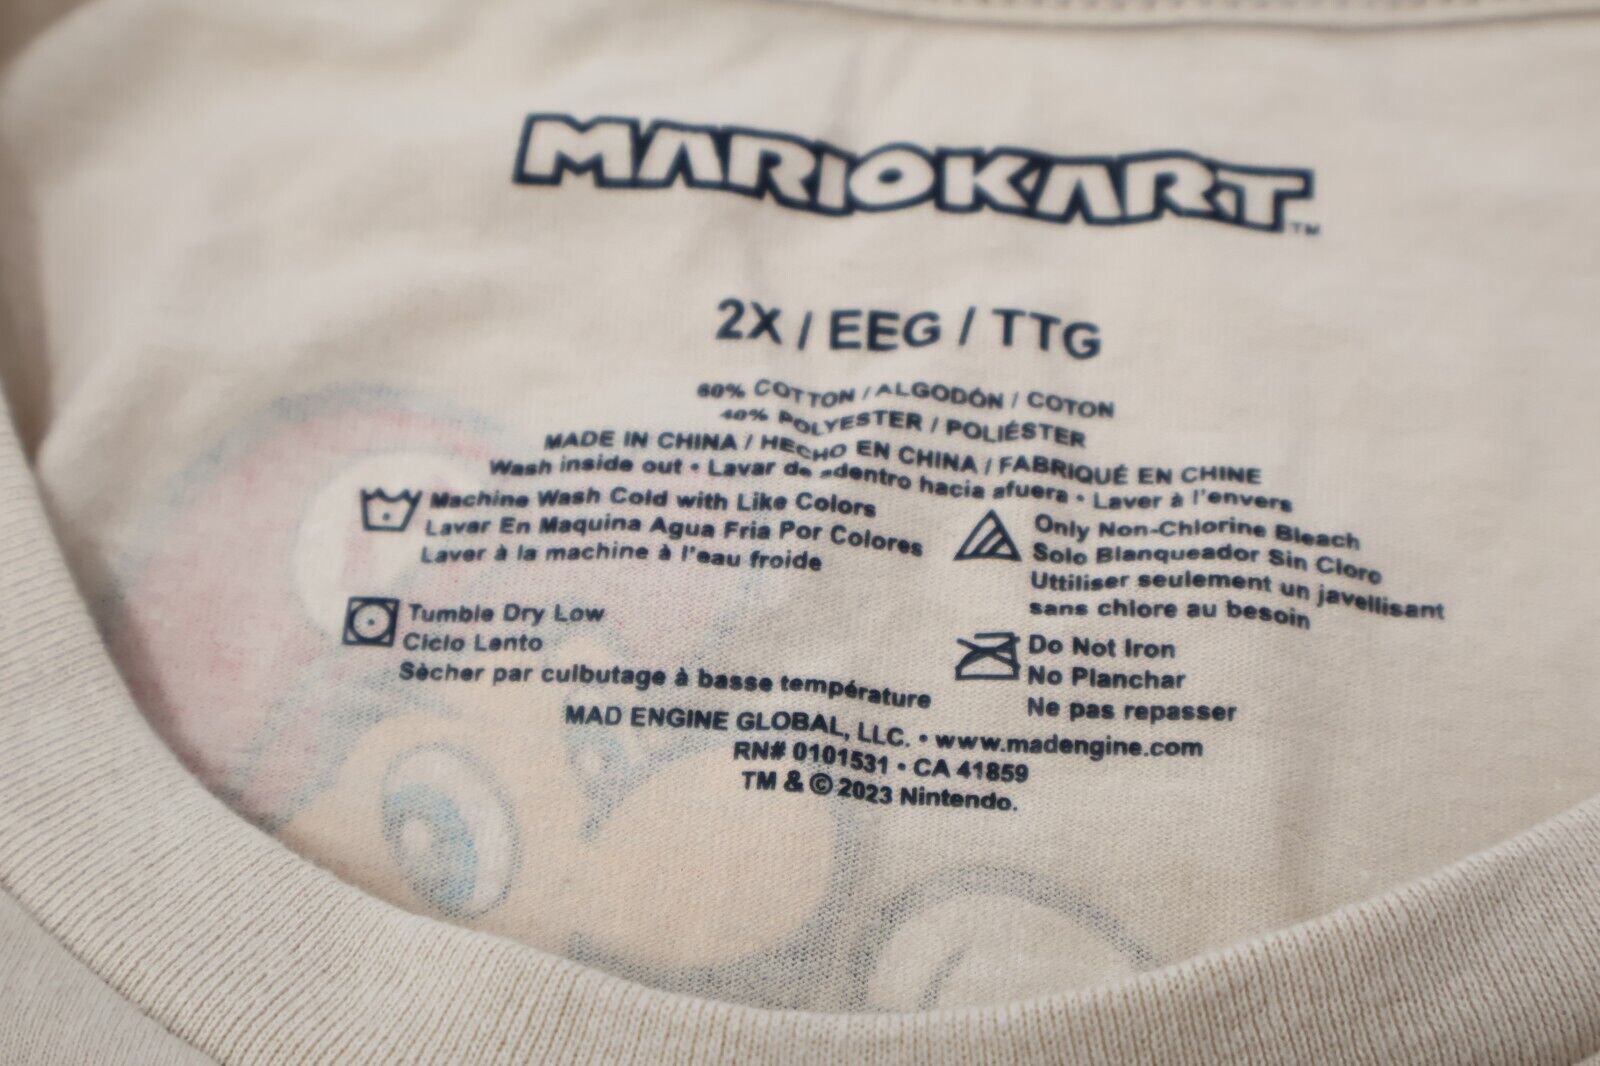 MARIOKART™
2X / EEG / TTG
60% COTTON / ALGODÓN / COTON
40% POLYESTER / POLIÉSTER
MADE IN CHINA / HECHO EN CHINA / FABRIQUÉ EN CHINE
Wash inside out • Lavar de adentro hacia afuera • Laver à l'envers
Machine Wash Cold with Like Colors
Lavar En Maquina Agua Fria Por Colores
Laver à la machine à l'eau froide
Only Non-Chlorine Bleach
Solo Blanqueador Sin Cloro
Uttiliser seulement un javellisant
sans chlore au besoin
Tumble Dry Low
Ciclo Lento
Sècher par culbutage à basse température
Do Not Iron
No Planchar
Ne pas repasser
MAD ENGINE GLOBAL, LLC. • www.madengine.com
RN# 0101531 • CA 41859
TM & © 2023 Nintendo.